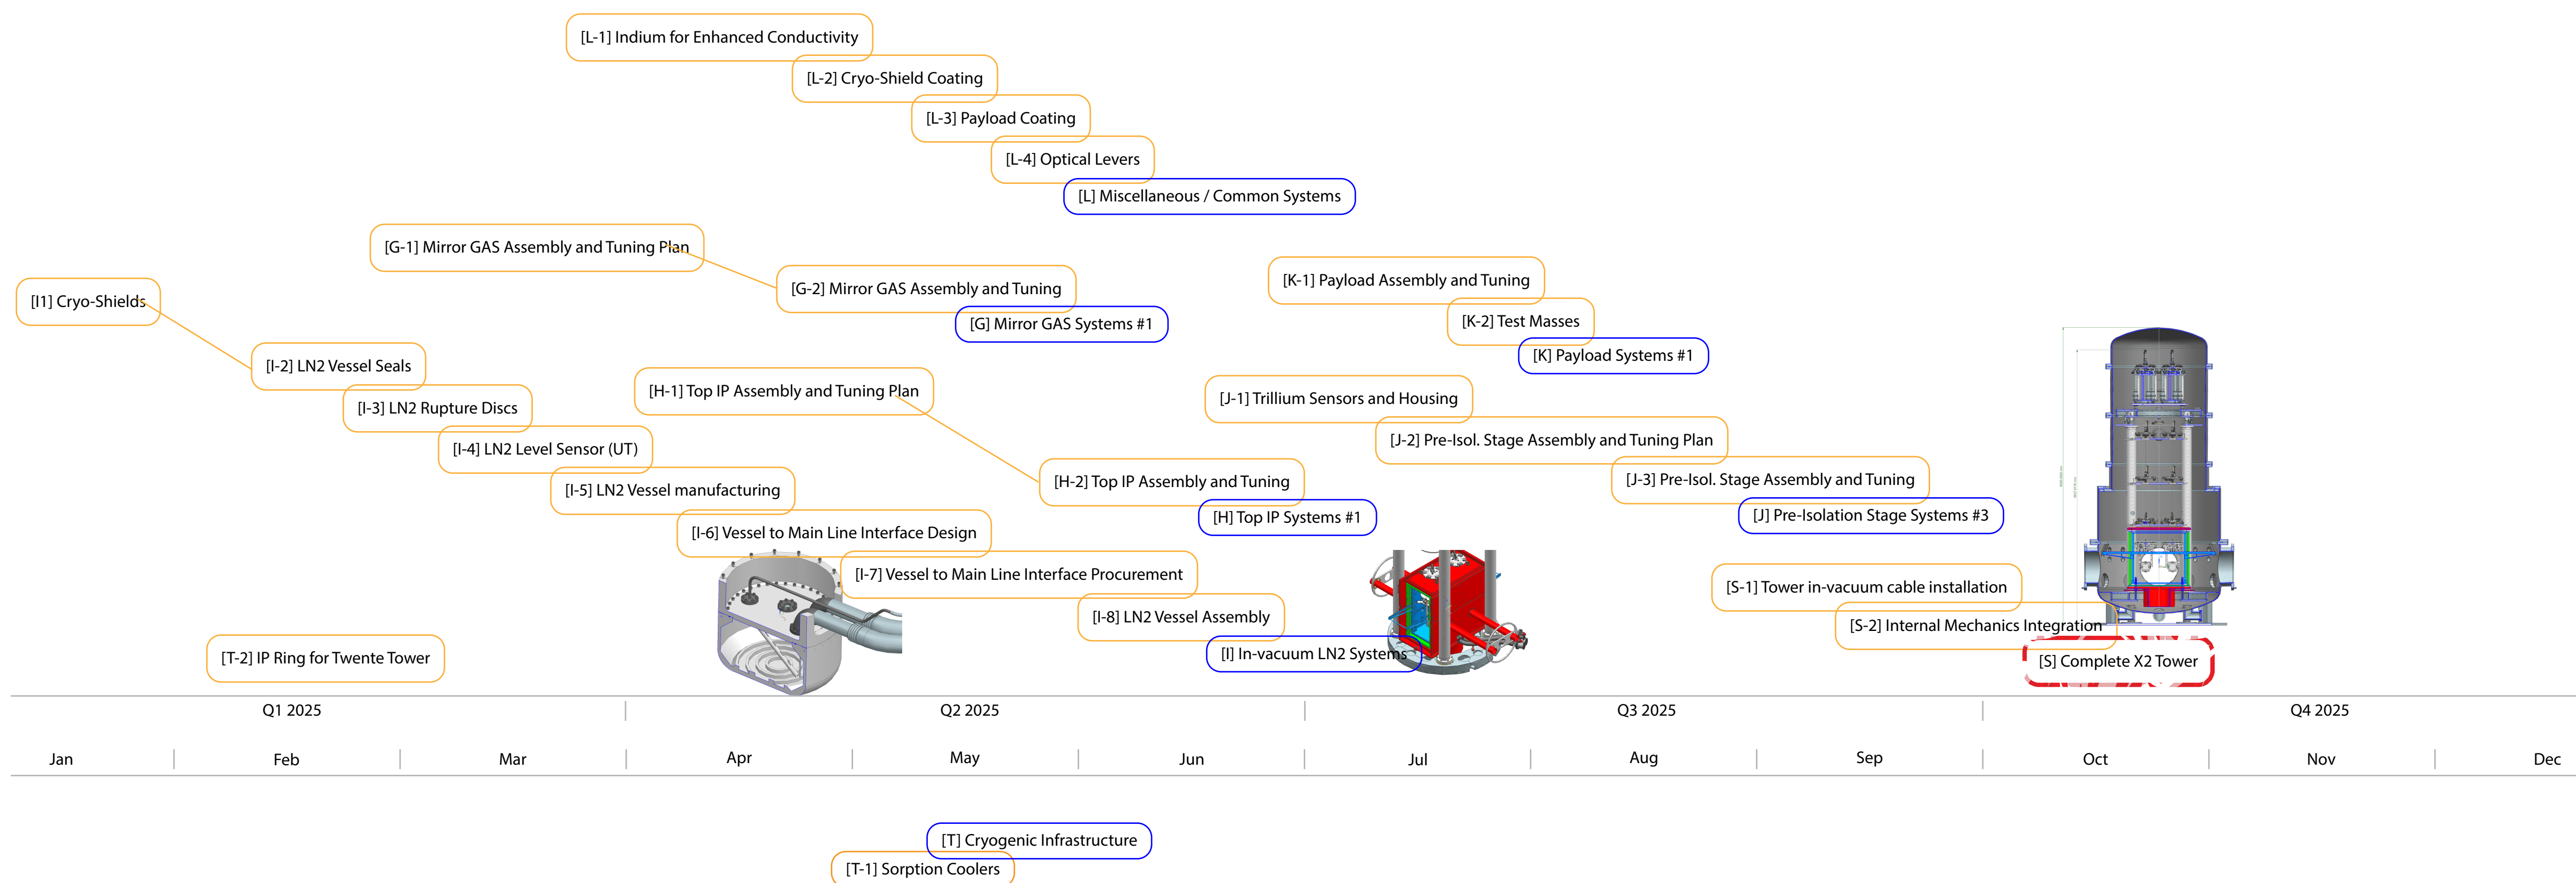 [L-1] Indium for Enhanced Conductivity
[L-2] Cryo-Shield Coating
[L-3] Payload Coating
[L-4] Optical Levers
[L] Miscellaneous / Common Systems
[G-1] Mirror GAS Assembly and Tuning Plan
[G-2] Mirror GAS Assembly and Tuning
[G] Mirror GAS Systems #1
[K-1] Payload Assembly and Tuning
[K-2] Test Masses
[K] Payload Systems #1
[I1] Cryo-Shields
[I-2] LN2 Vessel Seals
[I-3] LN2 Rupture Discs
[I-4] LN2 Level Sensor (UT)
[I-5] LN2 Vessel manufacturing
[I-6] Vessel to Main Line Interface Design
[I-7] Vessel to Main Line Interface Procurement
[I-8] LN2 Vessel Assembly
[I] In-vacuum LN2 Systems
[H-1] Top IP Assembly and Tuning Plan
[H-2] Top IP Assembly and Tuning
[H] Top IP Systems #1
[J-1] Trillium Sensors and Housing
[J-2] Pre-Isol. Stage Assembly and Tuning Plan
[J-3] Pre-Isol. Stage Assembly and Tuning
[J] Pre-Isolation Stage Systems #3
[S-1] Tower in-vacuum cable installation
[S-2] Internal Mechanics Integration
[S] Complete X2 Tower
[T-2] IP Ring for Twente Tower
Q1 2025
Q2 2025
Q3 2025
Q4 2025
Jan
Feb
Mar
Apr
May
Jun
Jul
Aug
Sep
Oct
Nov
Dec
[T] Cryogenic Infrastructure
[T-1] Sorption Coolers